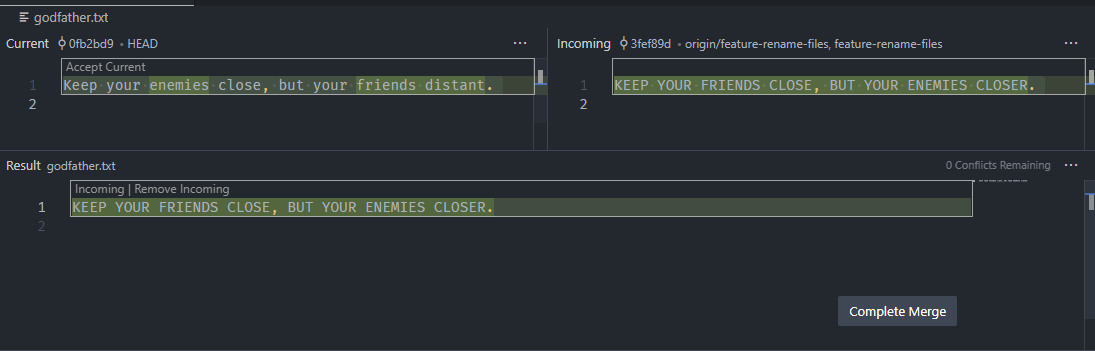 godfather.txt
Current 0fb2bd9 • HEAD ···
Accept Current
1 Keep your enemies close, but your friends distant.
2
Incoming 3fef89d • origin/feature-rename-files, feature-rename-files ···
1 KEEP YOUR FRIENDS CLOSE, BUT YOUR ENEMIES CLOSER.
2
Result godfather.txt 0 Conflicts Remaining ···
Incoming | Remove Incoming
1 KEEP YOUR FRIENDS CLOSE, BUT YOUR ENEMIES CLOSER.
2
Complete Merge